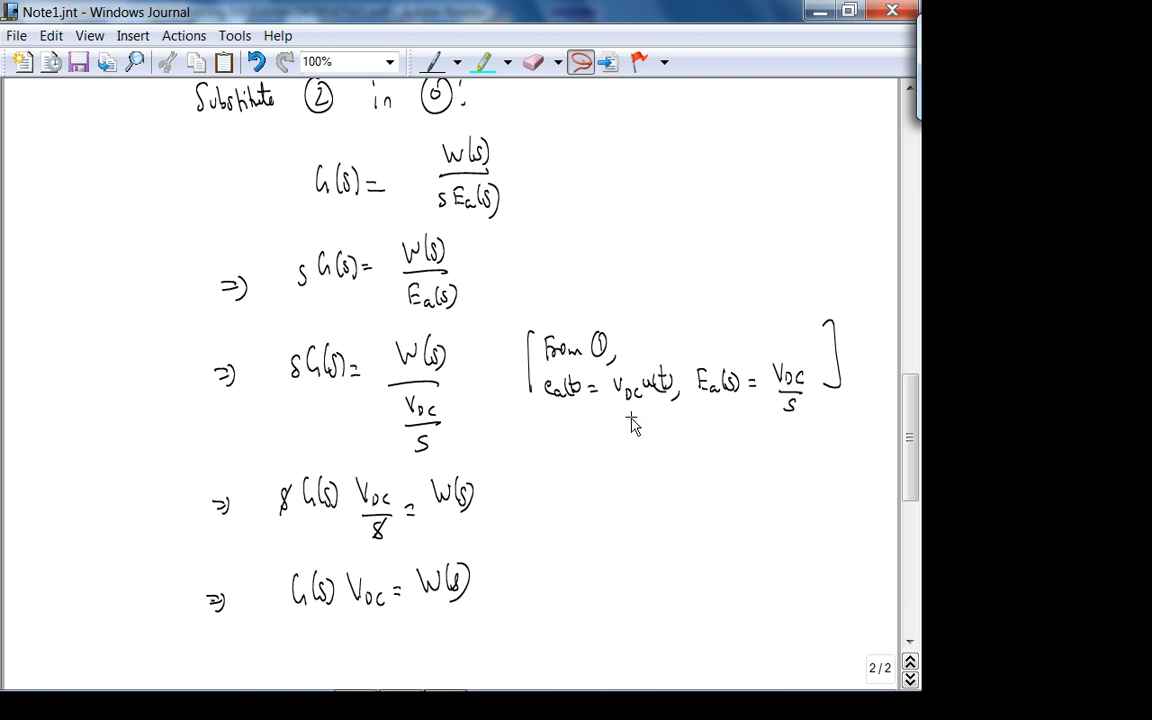 Note1.jnt - Windows Journal
File Edit View Insert Actions Tools Help
100%
Substitute ② in ⑥:
G(s) = W(s) / sEa(s)
=> sG(s) = W(s) / Ea(s)
=> sG(s) = W(s) / (VDC / s)
[From ①,
ea(t) = VDC u(t), Ea(s) = VDC / s]
=> s G(s) VDC / s = W(s)
=> G(s) VDC = W(s)
2 / 2